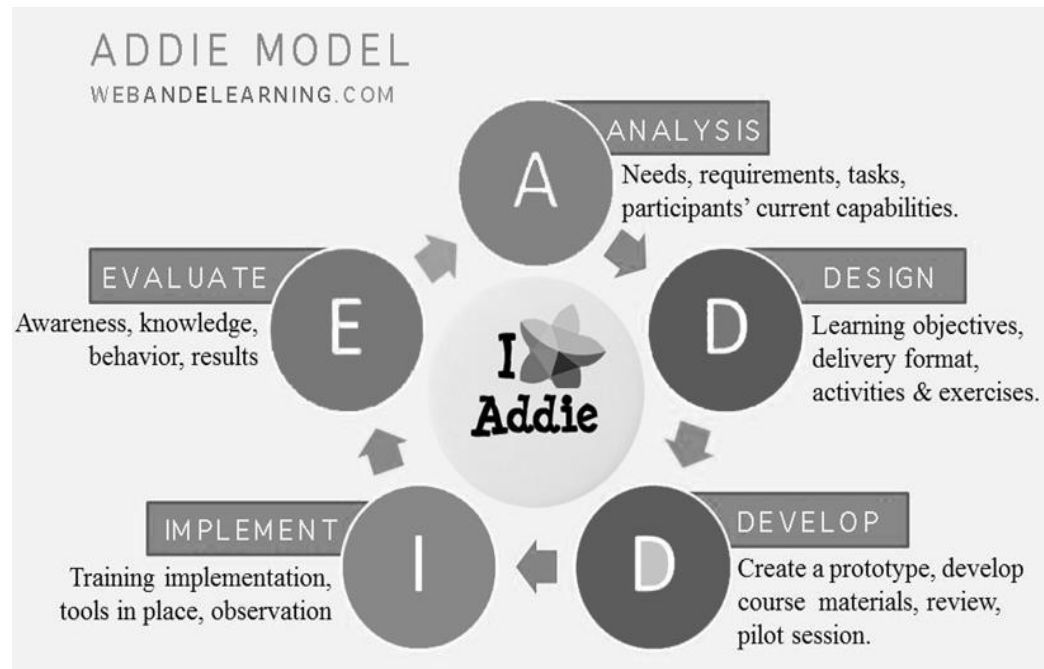 ADDIE MODEL
WEBANDELEARNING.COM
A
ANALYSIS
Needs, requirements, tasks,
participants’ current capabilities.
D
DESIGN
Learning objectives,
delivery format,
activities & exercises.
D
DEVELOP
Create a prototype, develop
course materials, review,
pilot session.
I
IMPLEMENT
Training implementation,
tools in place, observation
E
EVALUATE
Awareness, knowledge,
behavior, results
I
Addie